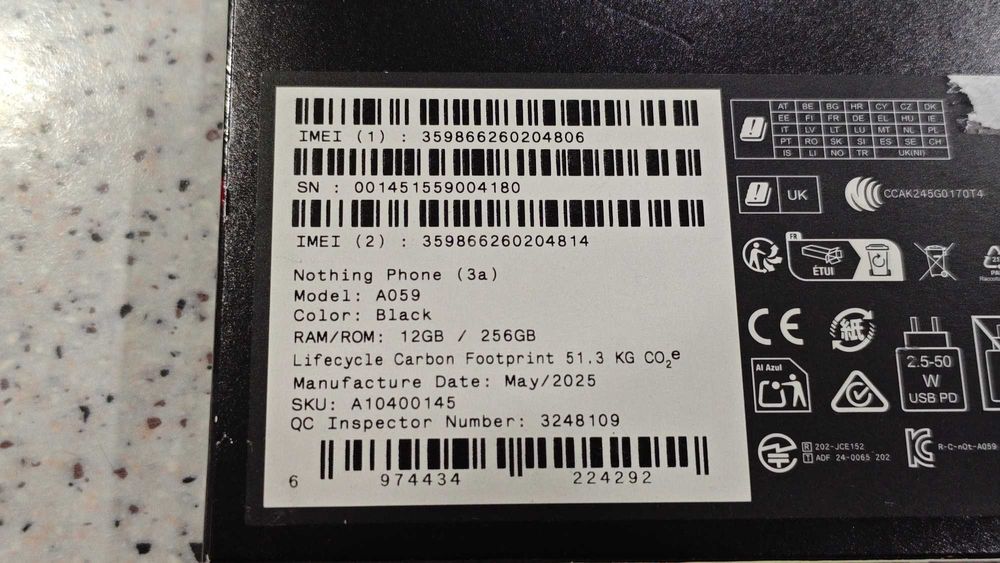 IMEI (1) : 359866260204806
SN : 001451559004180
IMEI (2) : 359866260204814
Nothing Phone (3a)
Model: A059
Color: Black
RAM/ROM: 12GB / 256GB
Lifecycle Carbon Footprint 51.3 KG CO₂e
Manufacture Date: May/2025
SKU: A10400145
QC Inspector Number: 3248109
6 974434 224292
AT BE BG HR CY CZ DK
EE FI FR DE EL HU IE
IT LV LT LU MT NL PL
PT RO SK SI ES SE CH
IS LI NO TR UK(NI)
UK
CCAK245G0170T4
FR
ÉTUI
CE
紙
2.5-50
W
USB PD
Al Azul
R 202-JCE152
T ADF 24-0065 202
R-C-nOt-A059